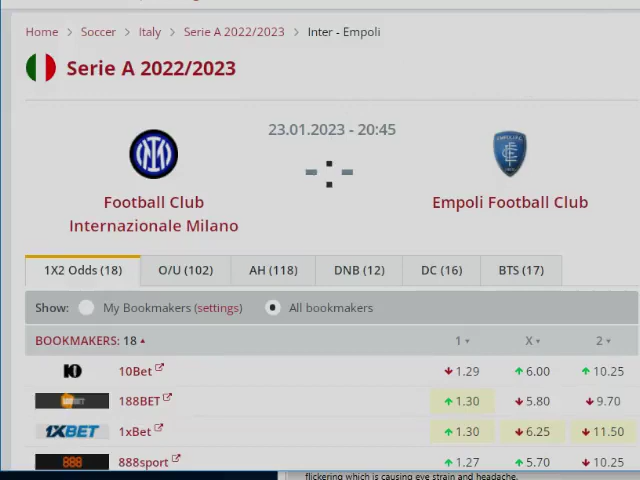 Home > Soccer > Italy > Serie A 2022/2023 > Inter - Empoli
Serie A 2022/2023
23.01.2023 - 20:45
- : -
Football Club
Internazionale Milano
Empoli Football Club
1X2 Odds (18) O/U (102) AH (118) DNB (12) DC (16) BTS (17)
Show: My Bookmakers (settings) All bookmakers
BOOKMAKERS: 18 1 X 2
10 10Bet 1.29 6.00 10.25
188BET 188BET 1.30 5.80 9.70
1XBET 1xBet 1.30 6.25 11.50
888 888sport 1.27 5.70 10.25
flickering which is causing eye strain and headache.